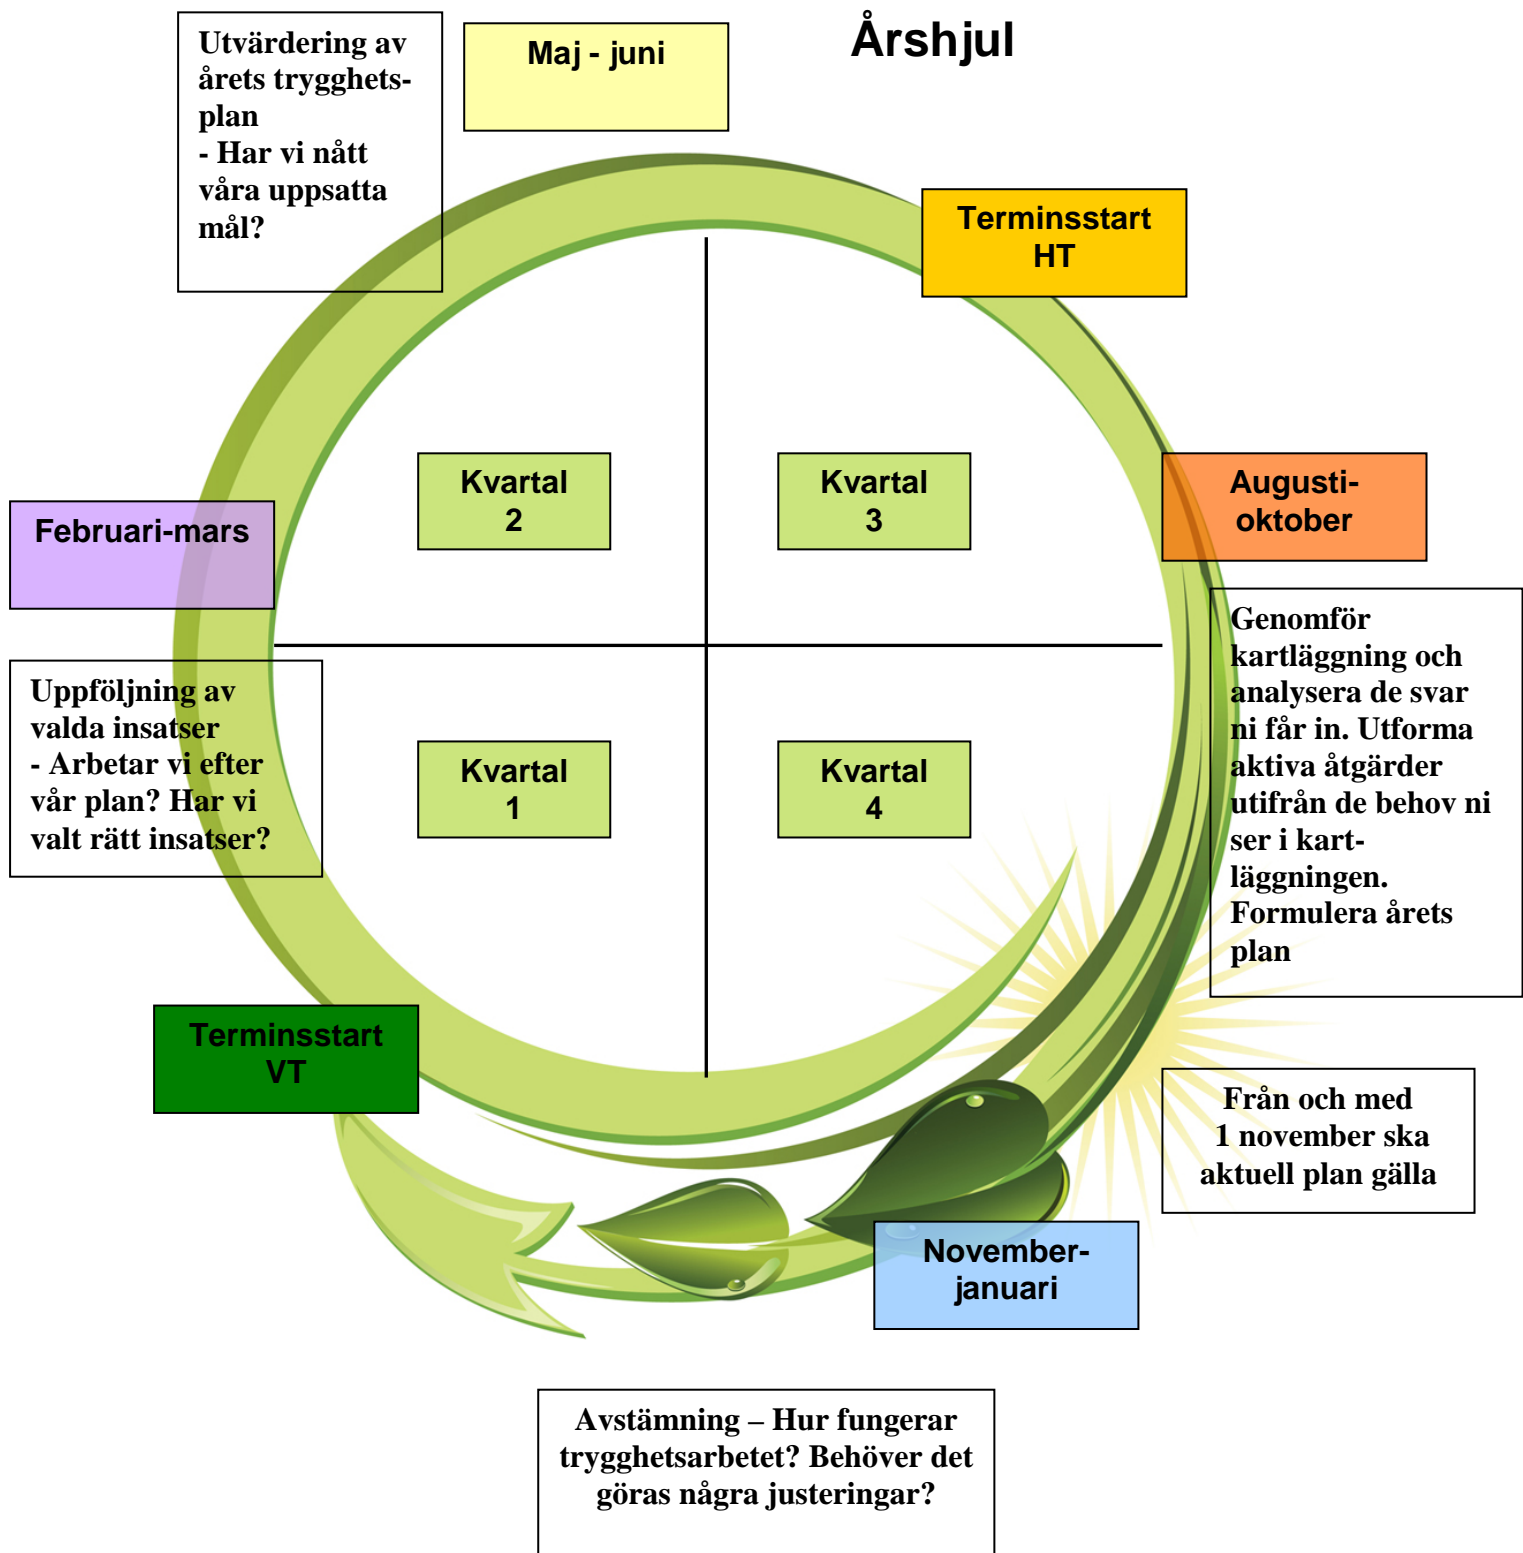 Årshjul
Utvärdering av
årets trygghets-
plan
- Har vi nått
våra uppsatta
mål?
Maj - juni
Terminsstart
HT
Kvartal
2
Kvartal
3
Augusti-
oktober
Februari-mars
Genomför
kartläggning och
analysera de svar
ni får in. Utforma
aktiva åtgärder
utifrån de behov ni
ser i kart-
läggningen.
Formulera årets
plan
Uppföljning av
valda insatser
- Arbetar vi efter
vår plan? Har vi
valt rätt insatser?
Kvartal
1
Kvartal
4
Terminsstart
VT
Från och med
1 november ska
aktuell plan gälla
November-
januari
Avstämning – Hur fungerar
trygghetsarbetet? Behöver det
göras några justeringar?